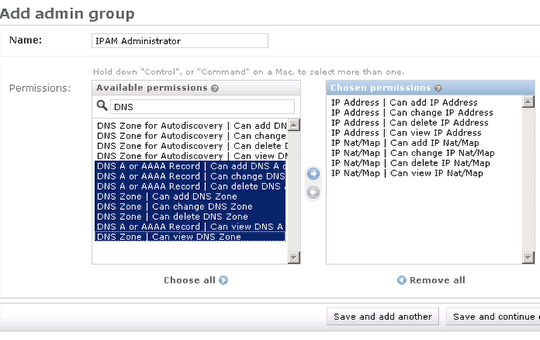 Add admin group
Name:
IPAM Administrator
Hold down "Control", or "Command" on a Mac, to select more than one.
Permissions:
Available permissions
DNS
DNS Zone for Autodiscovery | Can add DN
DNS Zone for Autodiscovery | Can change
DNS Zone for Autodiscovery | Can delete
DNS Zone for Autodiscovery | Can view DN
DNS A or AAAA Record | Can add DNS A o
DNS A or AAAA Record | Can change DNS
DNS A or AAAA Record | Can delete DNS
DNS Zone | Can add DNS Zone
DNS Zone | Can change DNS Zone
DNS Zone | Can delete DNS Zone
DNS A or AAAA Record | Can view DNS A
DNS Zone | Can view DNS Zone
Choose all
Chosen permissions
IP Address | Can add IP Address
IP Address | Can change IP Address
IP Address | Can delete IP Address
IP Address | Can view IP Address
IP Nat/Map | Can add IP Nat/Map
IP Nat/Map | Can change IP Nat/Map
IP Nat/Map | Can delete IP Nat/Map
IP Nat/Map | Can view IP Nat/Map
Remove all
Save and add another
Save and continue